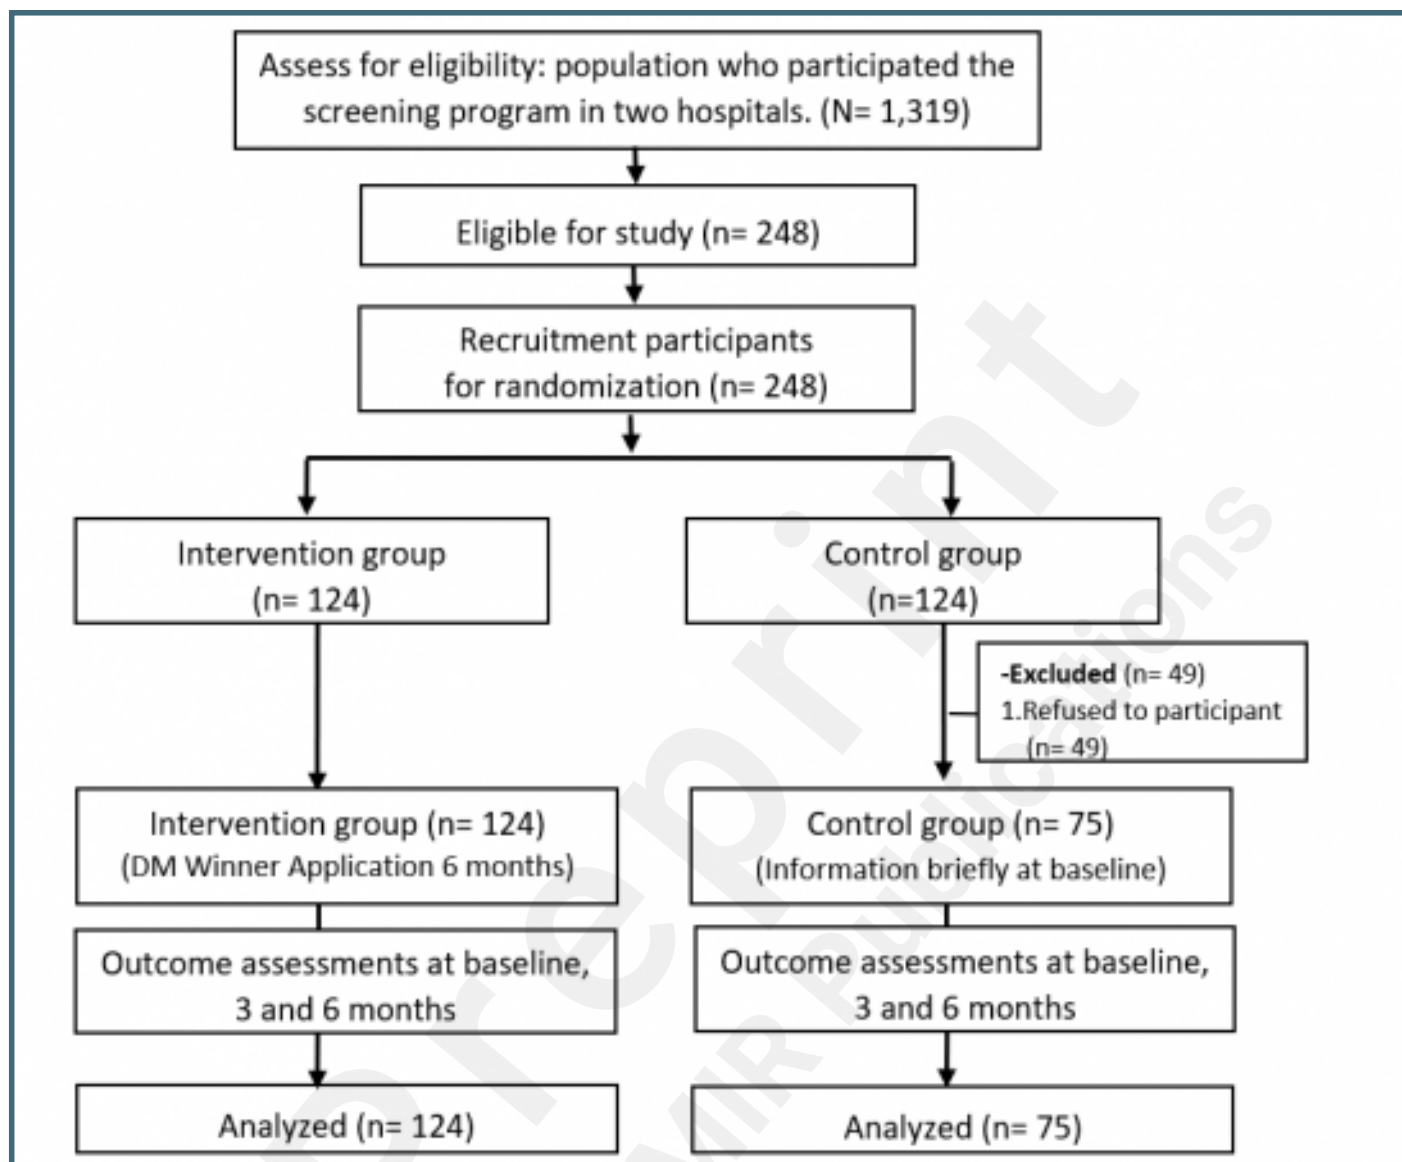 Assess for eligibility: population who participated the
screening program in two hospitals. (N= 1,319)
Eligible for study (n= 248)
Recruitment participants
for randomization (n= 248)
Intervention group
(n= 124)
Control group
(n=124)
-Excluded (n= 49)
1.Refused to participant
(n= 49)
Intervention group (n= 124)
(DM Winner Application 6 months)
Control group (n= 75)
(Information briefly at baseline)
Outcome assessments at baseline,
3 and 6 months
Outcome assessments at baseline,
3 and 6 months
Analyzed (n= 124)
Analyzed (n= 75)
preprint
MIR Publications